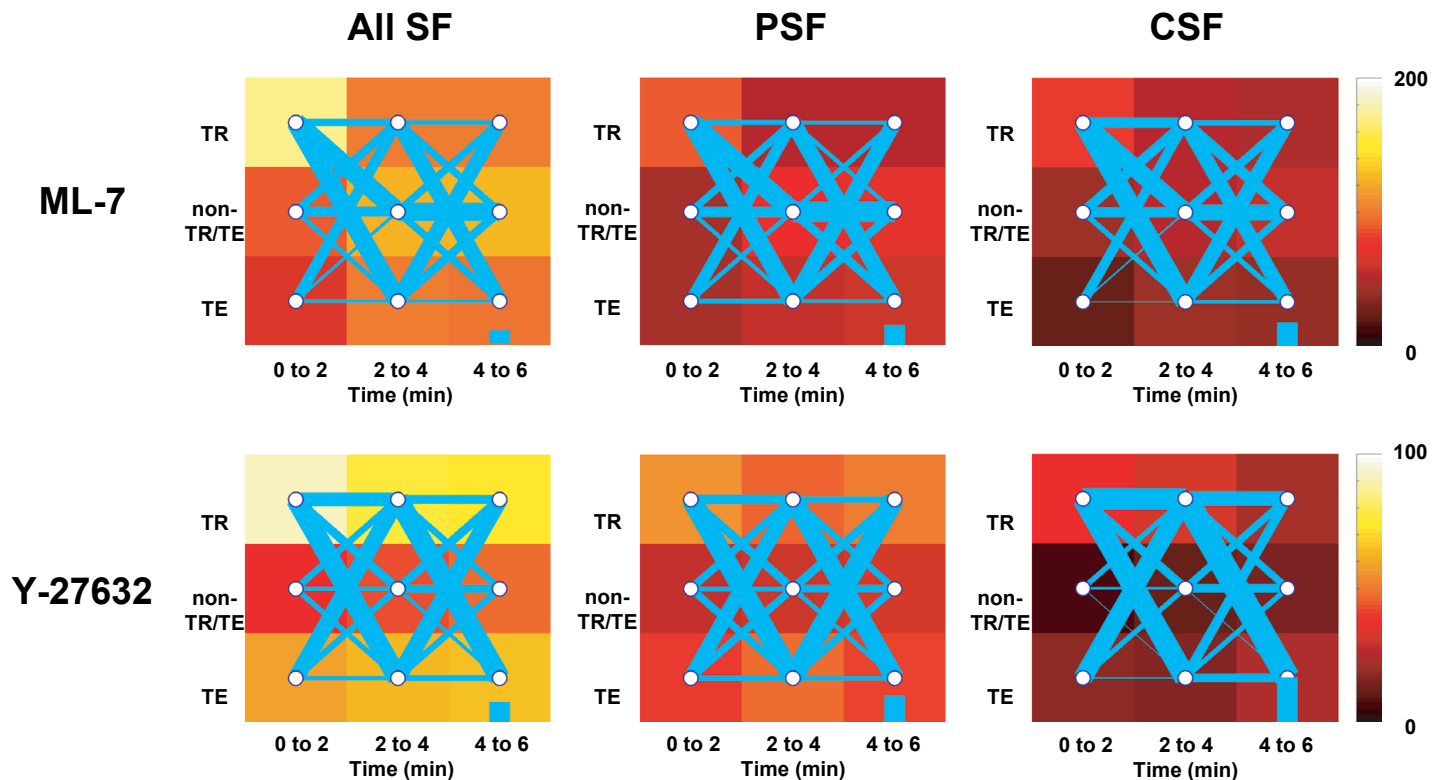 All SF PSF CSF
ML-7
TR
non-
TR/TE
TE
0 to 2 2 to 4 4 to 6
Time (min)
TR
non-
TR/TE
TE
0 to 2 2 to 4 4 to 6
Time (min)
TR
non-
TR/TE
TE
0 to 2 2 to 4 4 to 6
Time (min)
200
0
Y-27632
TR
non-
TR/TE
TE
0 to 2 2 to 4 4 to 6
Time (min)
TR
non-
TR/TE
TE
0 to 2 2 to 4 4 to 6
Time (min)
TR
non-
TR/TE
TE
0 to 2 2 to 4 4 to 6
Time (min)
100
0